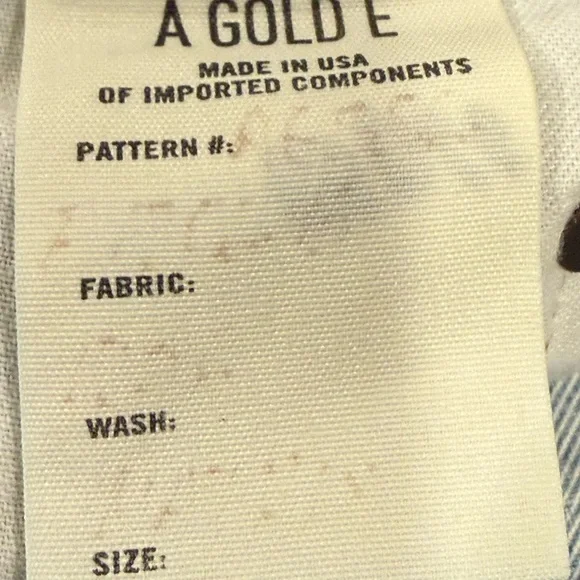 A GOLD E
MADE IN USA
OF IMPORTED COMPONENTS
PATTERN #:
FABRIC:
WASH:
SIZE: